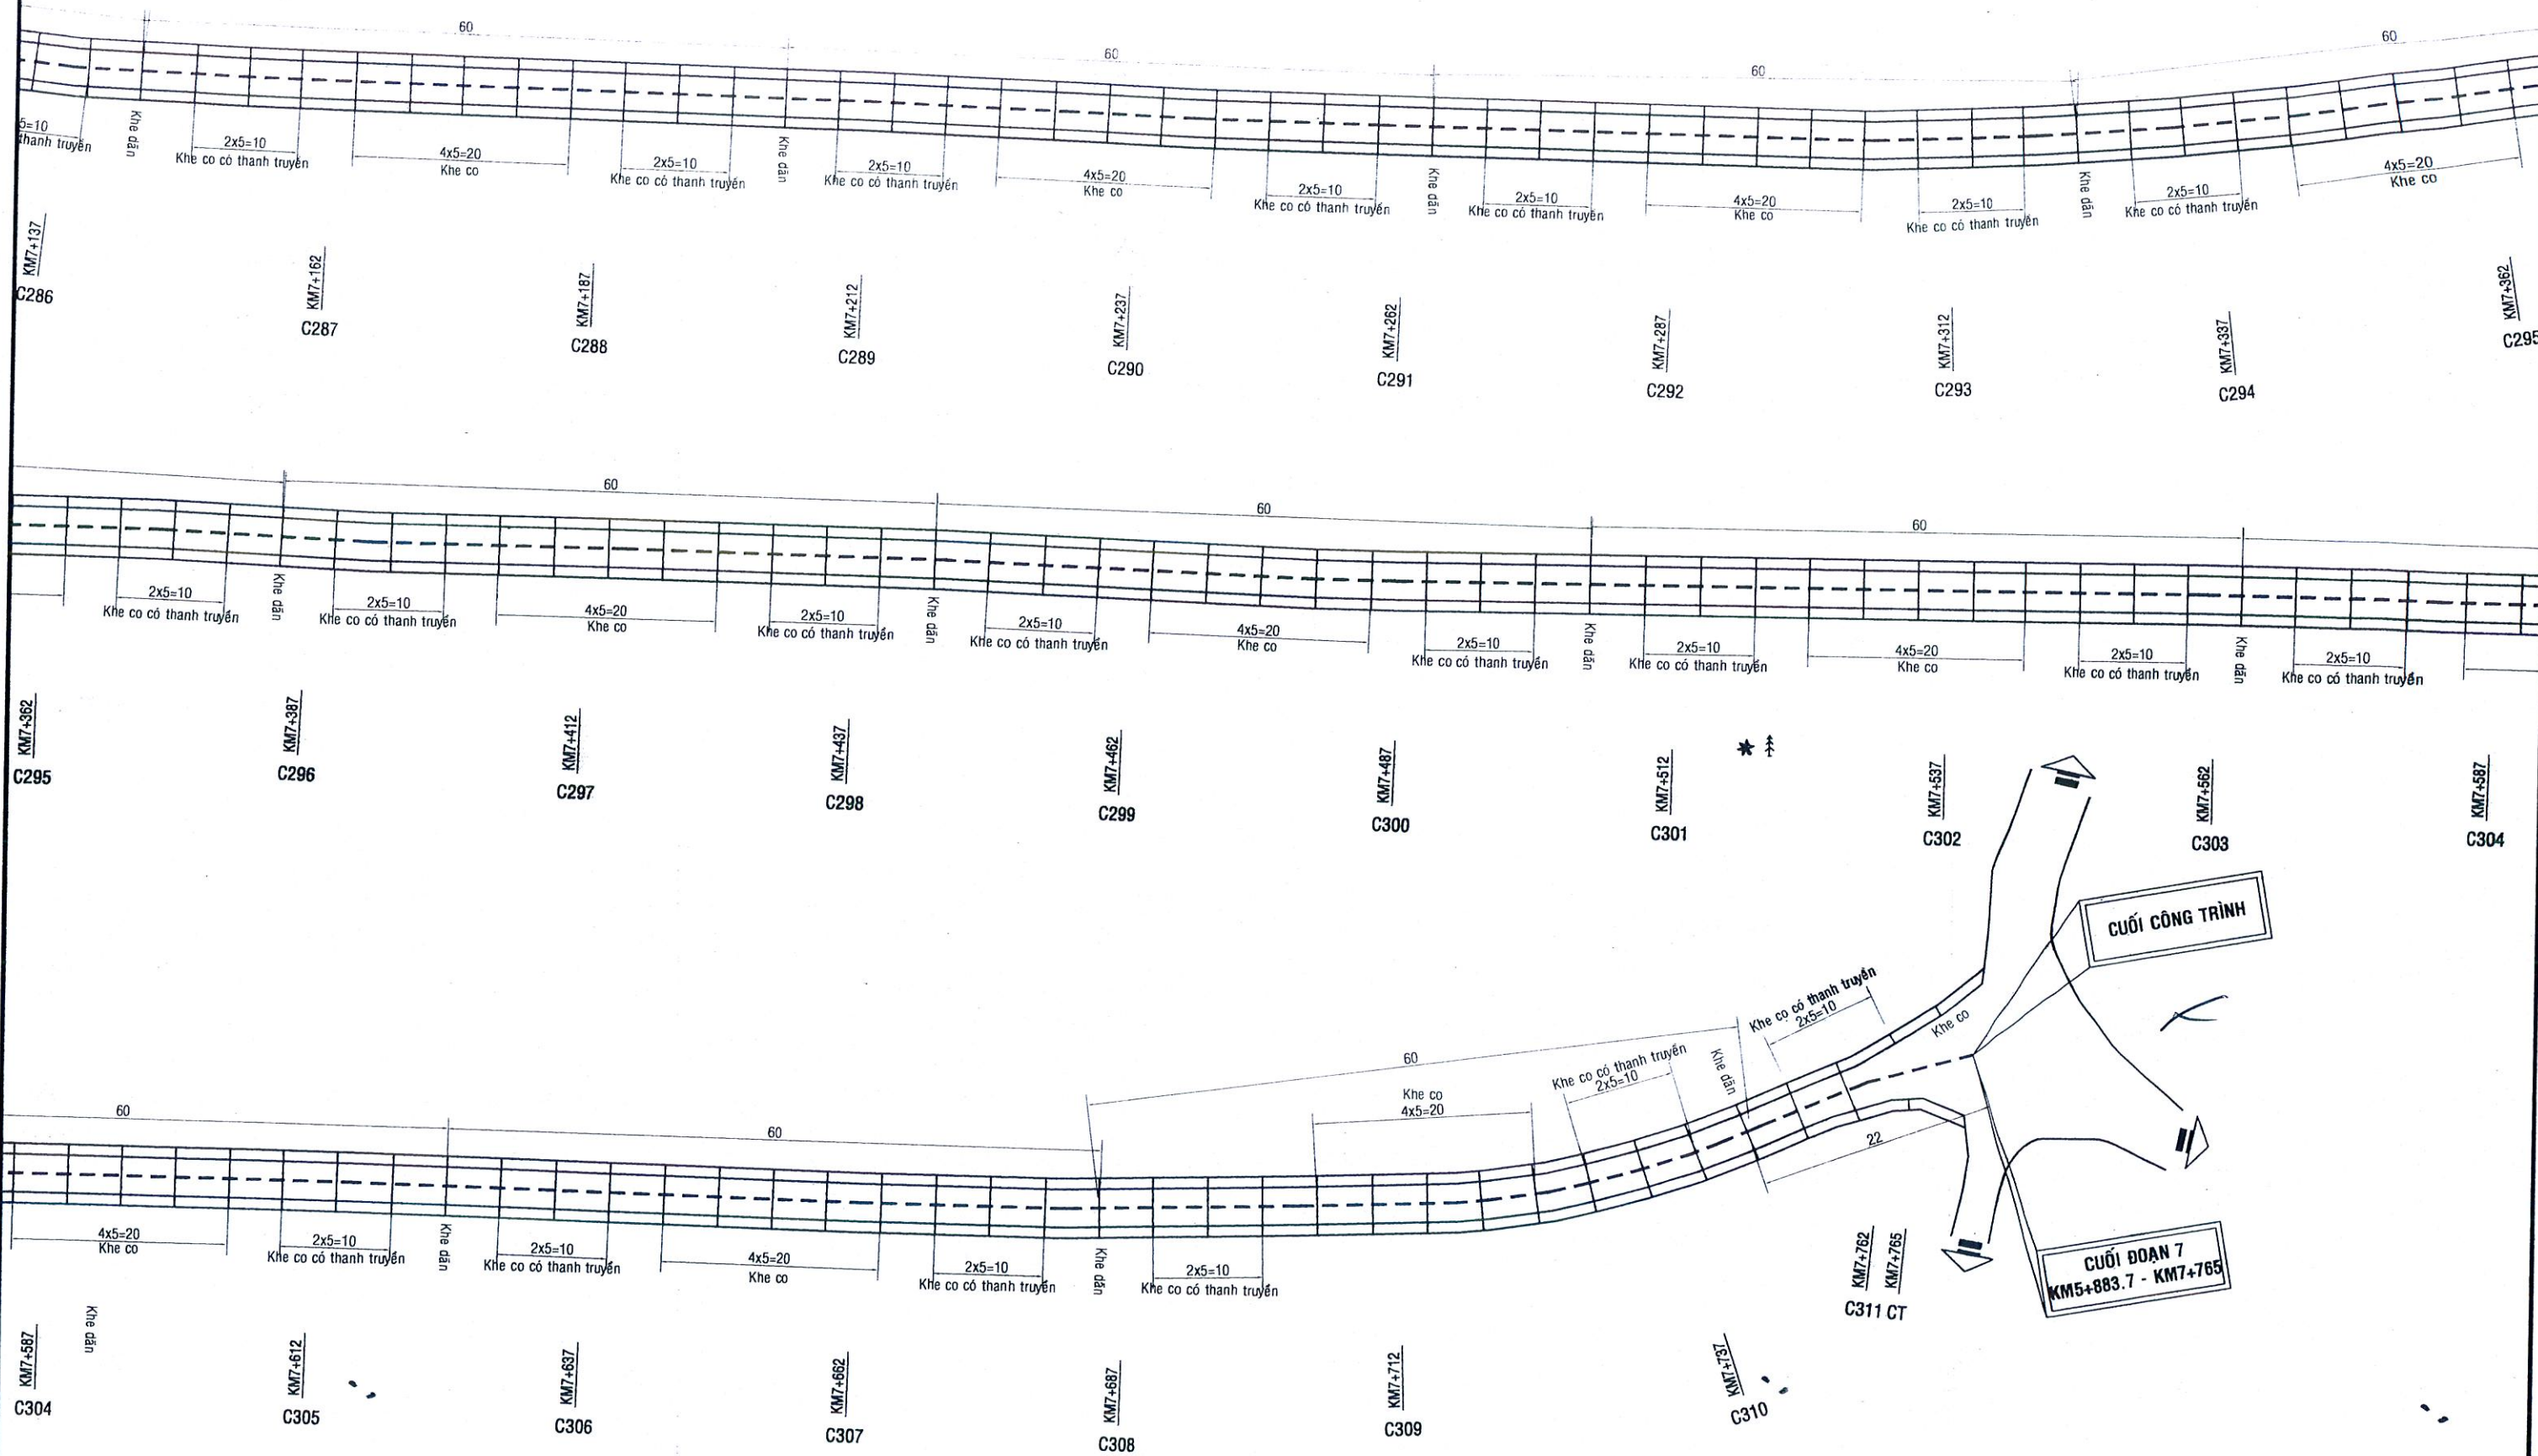 60
60
60
60
5=10
thanh truyền
Khe dãn
2x5=10
Khe co có thanh truyền
4x5=20
Khe co
2x5=10
Khe co có thanh truyền
Khe dãn
2x5=10
Khe co có thanh truyền
4x5=20
Khe co
2x5=10
Khe co có thanh truyền
Khe dãn
2x5=10
Khe co có thanh truyền
4x5=20
Khe co
2x5=10
Khe co có thanh truyền
Khe dãn
2x5=10
Khe co có thanh truyền
4x5=20
Khe co
KM7+137
C286
KM7+162
C287
KM7+187
C288
KM7+212
C289
KM7+237
C290
KM7+262
C291
KM7+287
C292
KM7+312
C293
KM7+337
C294
KM7+362
C295
60
60
60
2x5=10
Khe co có thanh truyền
Khe dãn
2x5=10
Khe co có thanh truyền
4x5=20
Khe co
2x5=10
Khe co có thanh truyền
Khe dãn
2x5=10
Khe co có thanh truyền
4x5=20
Khe co
2x5=10
Khe co có thanh truyền
Khe dãn
2x5=10
Khe co có thanh truyền
4x5=20
Khe co
2x5=10
Khe co có thanh truyền
Khe dãn
2x5=10
Khe co có thanh truyền
KM7+362
C295
KM7+387
C296
KM7+412
C297
KM7+437
C298
KM7+462
C299
KM7+487
C300
KM7+512
C301
KM7+537
C302
KM7+562
C303
KM7+587
C304
CUỐI CÔNG TRÌNH
60
60
60
Khe co
4x5=20
Khe co có thanh truyền
2x5=10
Khe dãn
Khe co có thanh truyền
2x5=10
Khe co
22
4x5=20
Khe co
2x5=10
Khe co có thanh truyền
Khe dãn
2x5=10
Khe co có thanh truyền
4x5=20
Khe co
2x5=10
Khe co có thanh truyền
Khe dãn
2x5=10
Khe co có thanh truyền
CUỐI ĐOẠN 7
KM5+883.7 - KM7+765
Khe dãn
KM7+587
C304
KM7+612
C305
KM7+637
C306
KM7+662
C307
KM7+687
C308
KM7+712
C309
KM7+737
C310
KM7+762
C311
KM7+765
CT